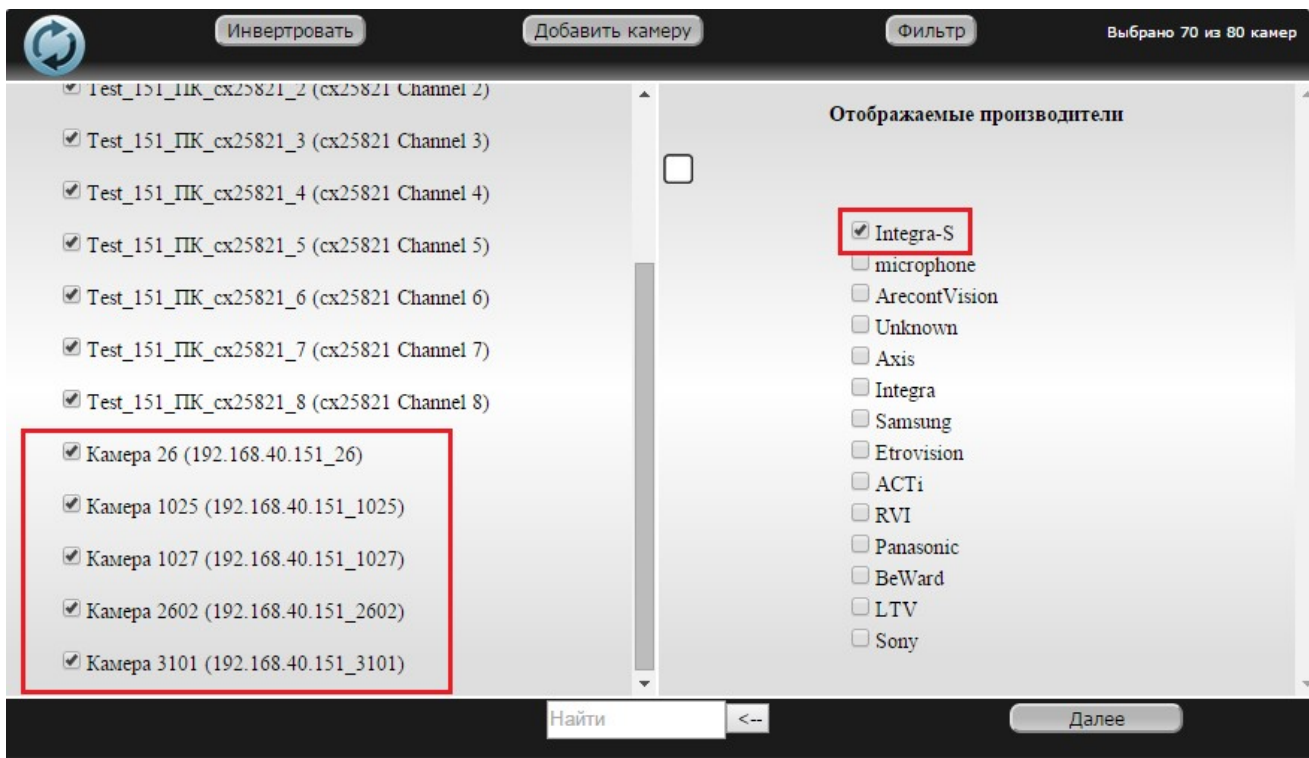 Инвертровать
Добавить камеру
Фильтр
Выбрано 70 из 80 камер
Test_151_ПК_cx25821_2 (cx25821 Channel 2)
Test_151_ПК_cx25821_3 (cx25821 Channel 3)
Test_151_ПК_cx25821_4 (cx25821 Channel 4)
Test_151_ПК_cx25821_5 (cx25821 Channel 5)
Test_151_ПК_cx25821_6 (cx25821 Channel 6)
Test_151_ПК_cx25821_7 (cx25821 Channel 7)
Test_151_ПК_cx25821_8 (cx25821 Channel 8)
Камера 26 (192.168.40.151_26)
Камера 1025 (192.168.40.151_1025)
Камера 1027 (192.168.40.151_1027)
Камера 2602 (192.168.40.151_2602)
Камера 3101 (192.168.40.151_3101)
Отображаемые производители
Integra-S
microphone
ArecontVision
Unknown
Axis
Integra
Samsung
Etrovision
ACTi
RVI
Panasonic
BeWard
LTV
Sony
Найти
<--
Далее